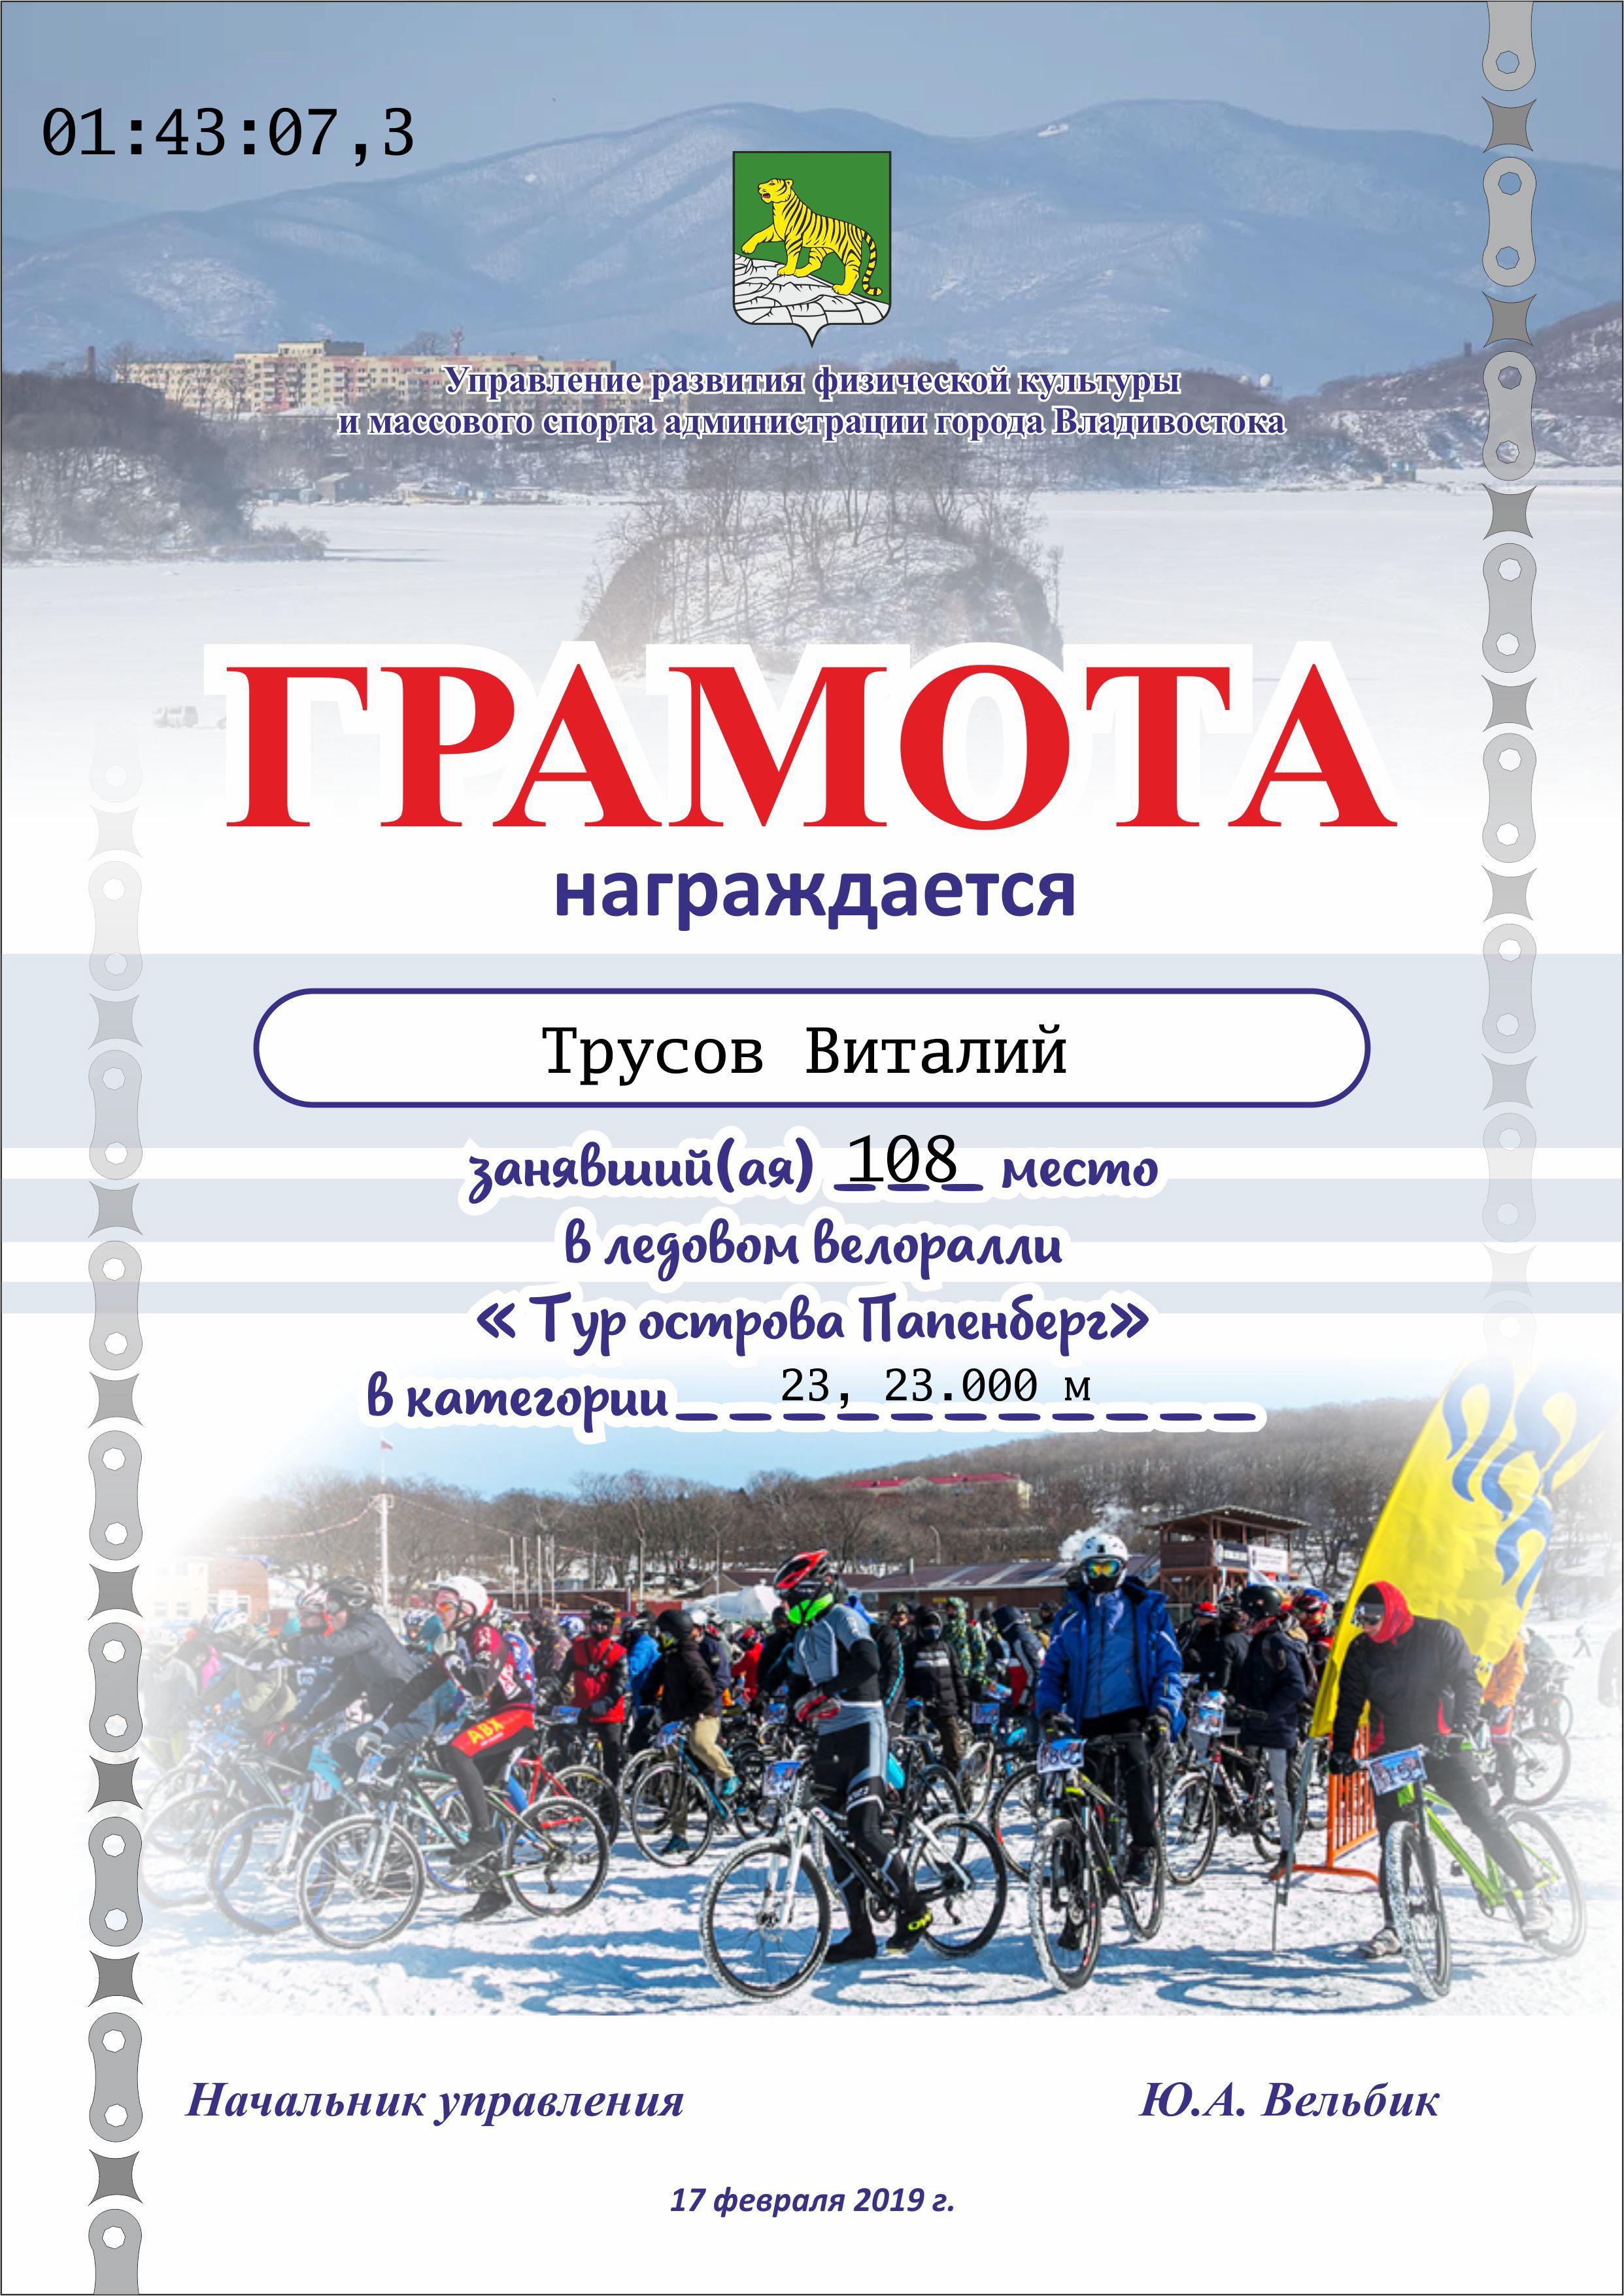 01:43:07,3
Управление развития физической культуры
и массового спорта администрации города Владивостока
ГРАМОТА
награждается
Трусов Виталий
занявший(ая) 108 место
в ледовом велоралли
« Тур острова Папенберг»
в категории 23, 23.000 м
АВХ
Начальник управления
Ю.А. Вельбик
17 февраля 2019 г.